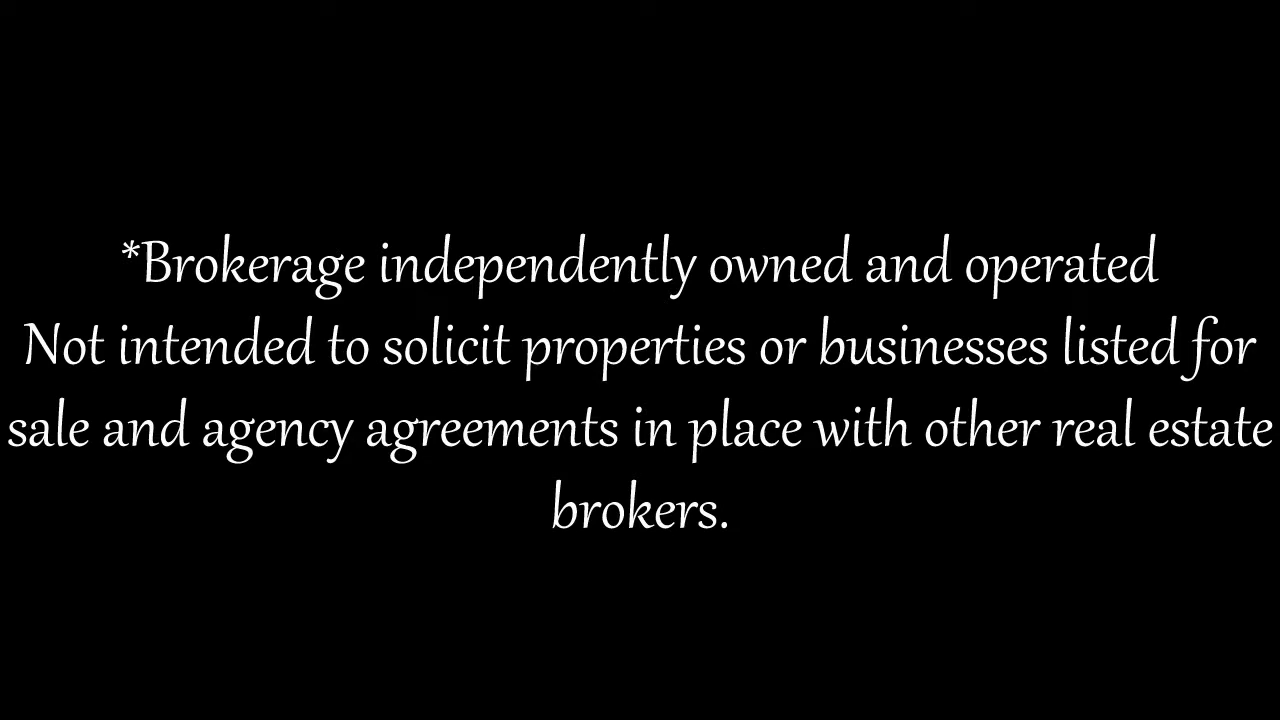 *Brokerage independently owned and operated
Not intended to solicit properties or businesses listed for
sale and agency agreements in place with other real estate
brokers.